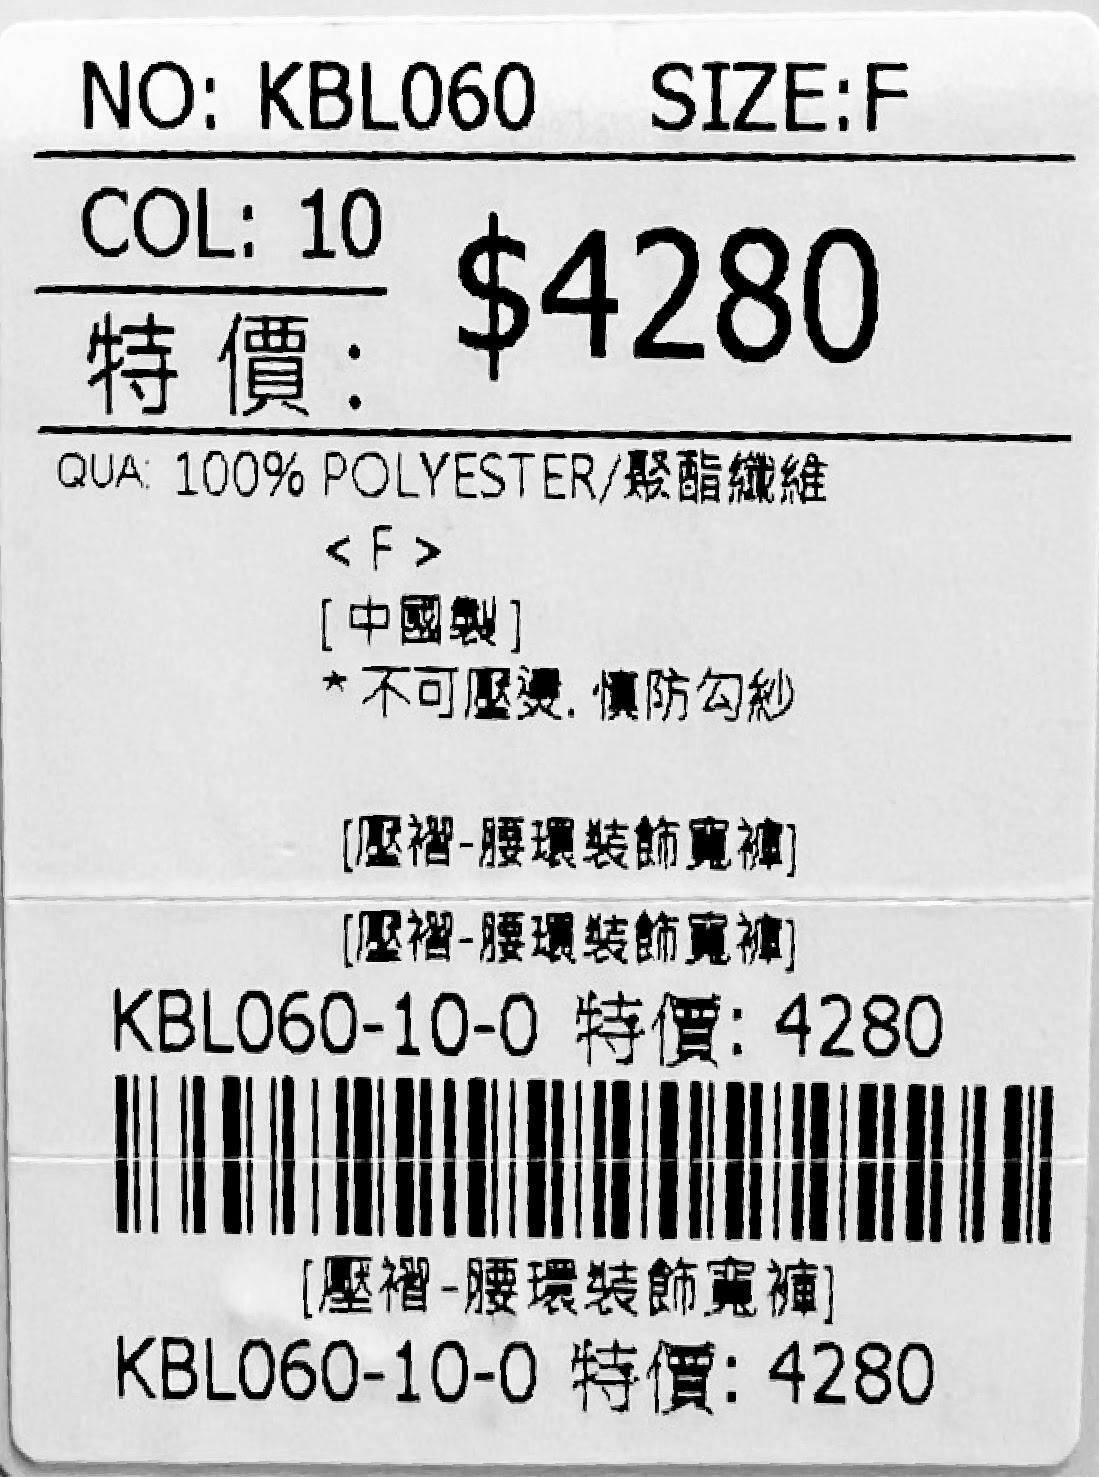 NO: KBL060 SIZE:F
COL: 10
$4280
特價:
QUA: 100% POLYESTER/聚酯纖維
< F >
[中國製]
*不可壓燙.慎防勾紗
[壓褶-腰環裝飾寬褲]
[壓褶-腰環裝飾寬褲]
KBL060-10-0 特價: 4280
[壓褶-腰環裝飾寬褲]
KBL060-10-0 特價: 4280